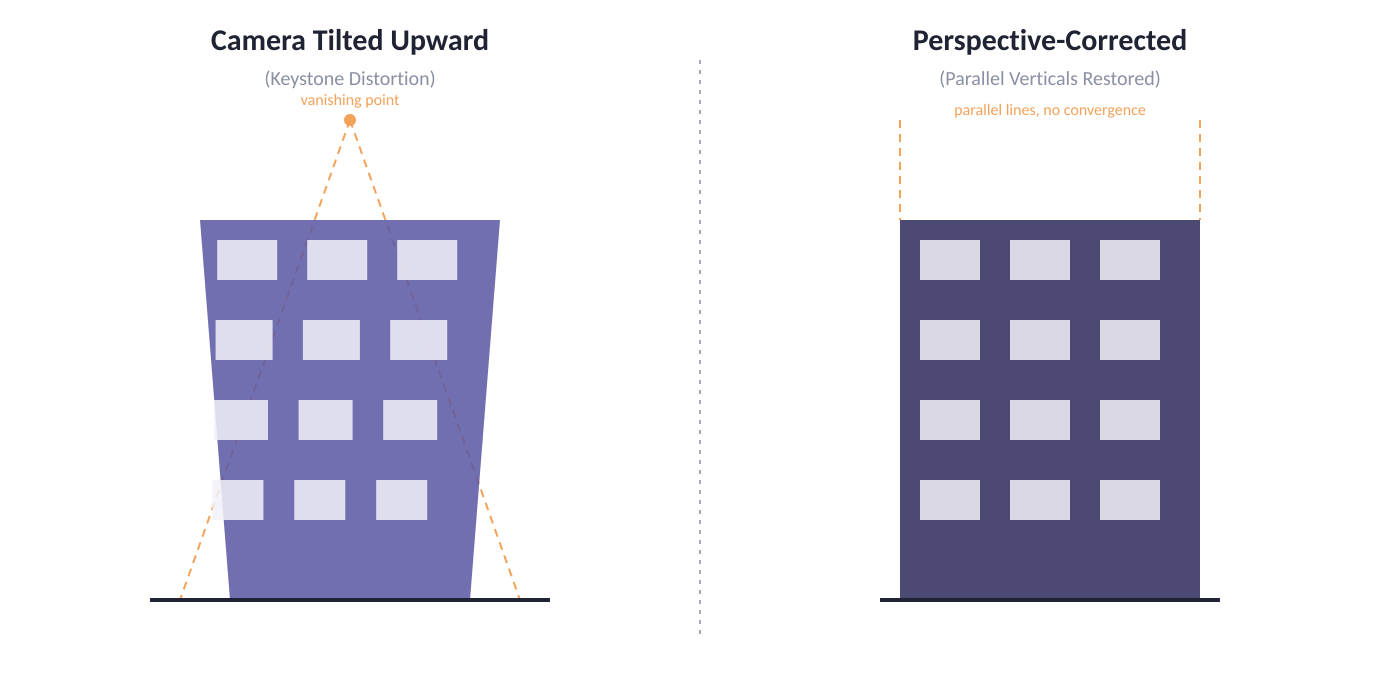 Camera Tilted Upward
(Keystone Distortion)
vanishing point
Perspective-Corrected
(Parallel Verticals Restored)
parallel lines, no convergence